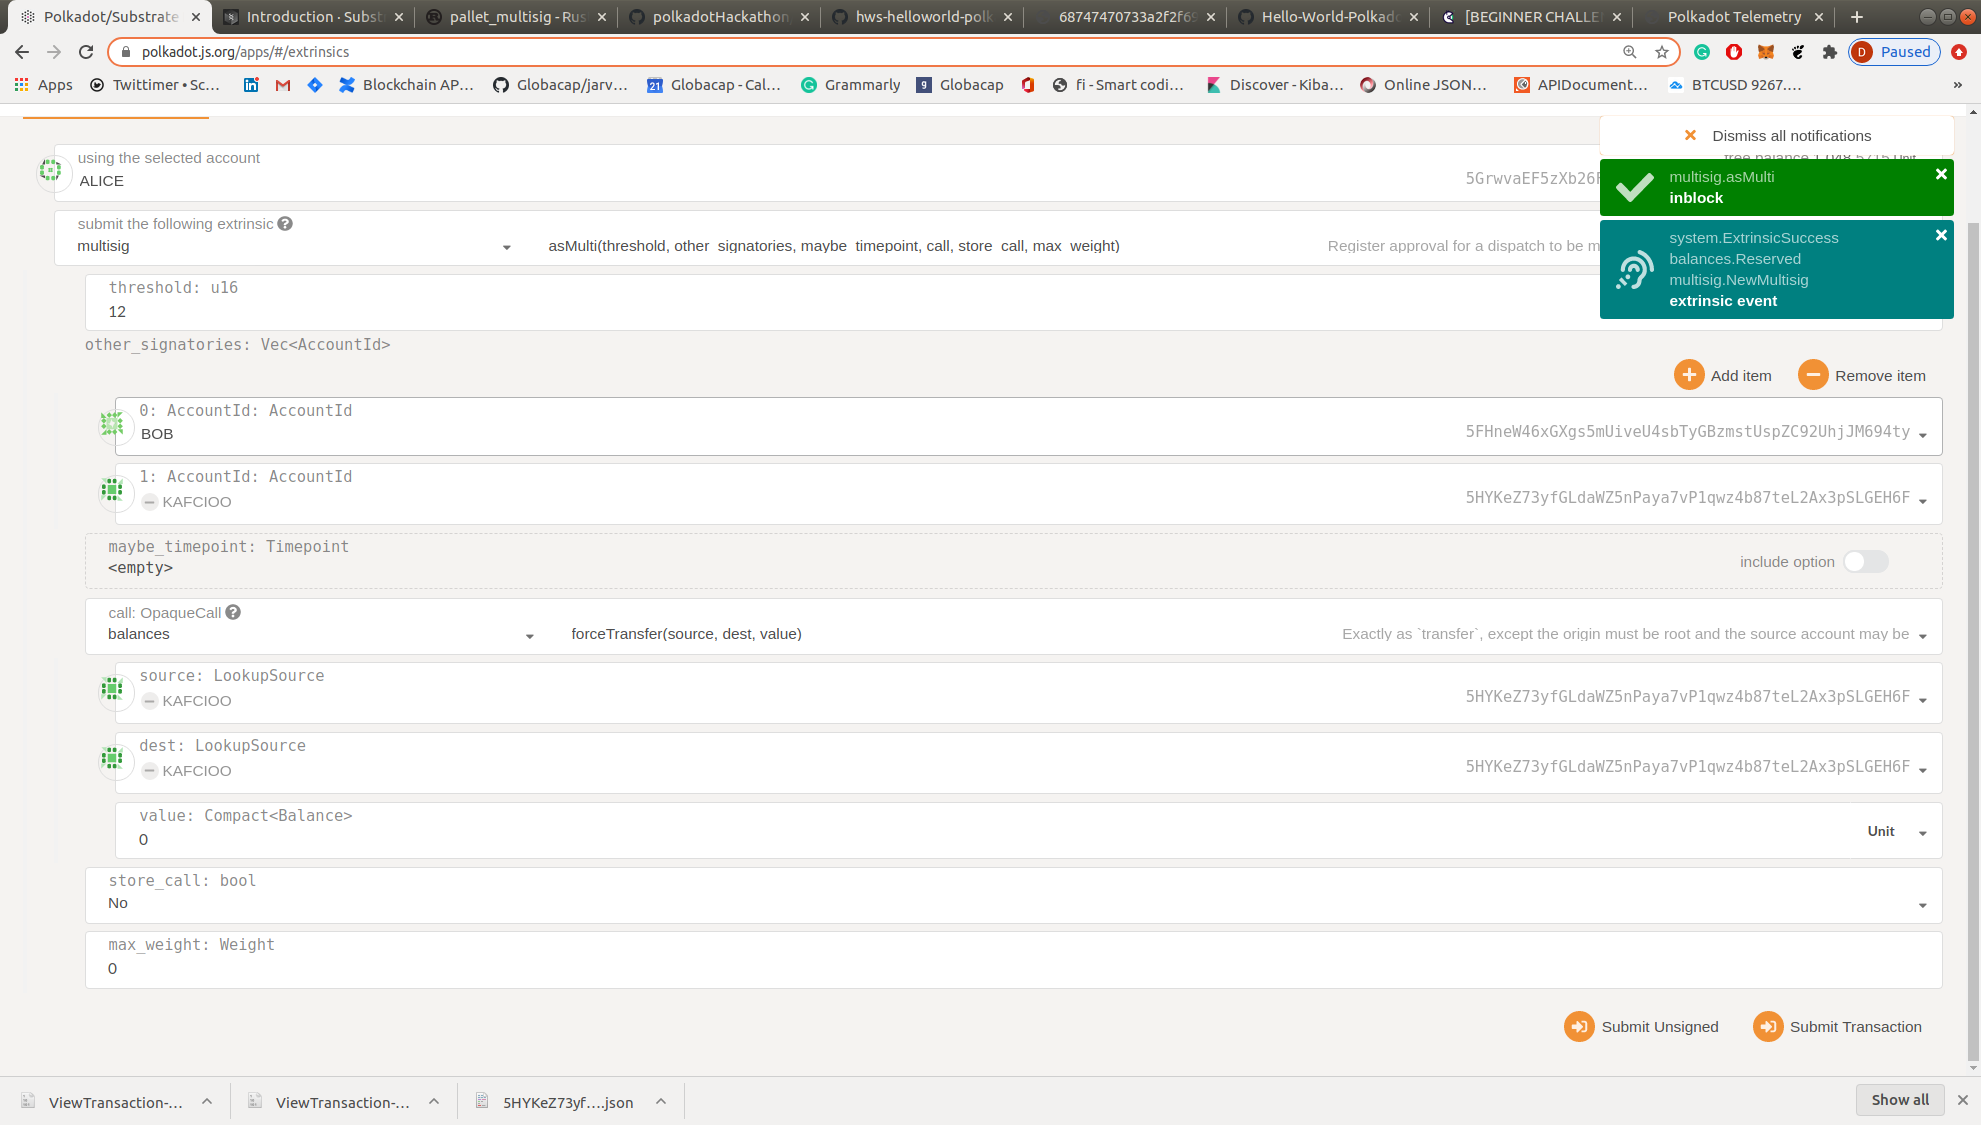 Polkadot/Substrate
Introduction · Subst
pallet_multisig - Rus
polkadotHackathon
hws-helloworld-polk
68747470733a2f2f69
Hello-World-Polkado
[BEGINNER CHALLE
Polkadot Telemetry
polkadot.js.org/apps/#/extrinsics
D Paused
Apps
Twittimer • Sc...
Blockchain AP...
Globacap/jarv...
21 Globacap - Cal...
Grammarly
g Globacap
fi - Smart codi...
Discover - Kiba...
Online JSON...
APIDocument...
BTCUSD 9267....
»
Dismiss all notifications
using the selected account
ALICE
5GrwvaEF5zXb26F
multisig.asMulti
inblock
submit the following extrinsic
multisig
asMulti(threshold, other_signatories, maybe_timepoint, call, store_call, max_weight)
Register approval for a dispatch to be m
system.ExtrinsicSuccess
balances.Reserved
multisig.NewMultisig
extrinsic event
threshold: u16
12
other_signatories: Vec<AccountId>
Add item
Remove item
0: AccountId: AccountId
BOB
5FHneW46xGXgs5mUiveU4sbTyGBzmstUspZC92UhjJM694ty
1: AccountId: AccountId
KAFCIOO
5HYKeZ73yfGLdaWZ5nPaya7vP1qwz4b87teL2Ax3pSLGEH6F
maybe_timepoint: Timepoint
<empty>
include option
call: OpaqueCall
balances
forceTransfer(source, dest, value)
Exactly as `transfer`, except the origin must be root and the source account may be
source: LookupSource
KAFCIOO
5HYKeZ73yfGLdaWZ5nPaya7vP1qwz4b87teL2Ax3pSLGEH6F
dest: LookupSource
KAFCIOO
5HYKeZ73yfGLdaWZ5nPaya7vP1qwz4b87teL2Ax3pSLGEH6F
value: Compact<Balance>
0
Unit
store_call: bool
No
max_weight: Weight
0
Submit Unsigned
Submit Transaction
ViewTransaction-....
ViewTransaction-....
5HYKeZ73yf....json
Show all